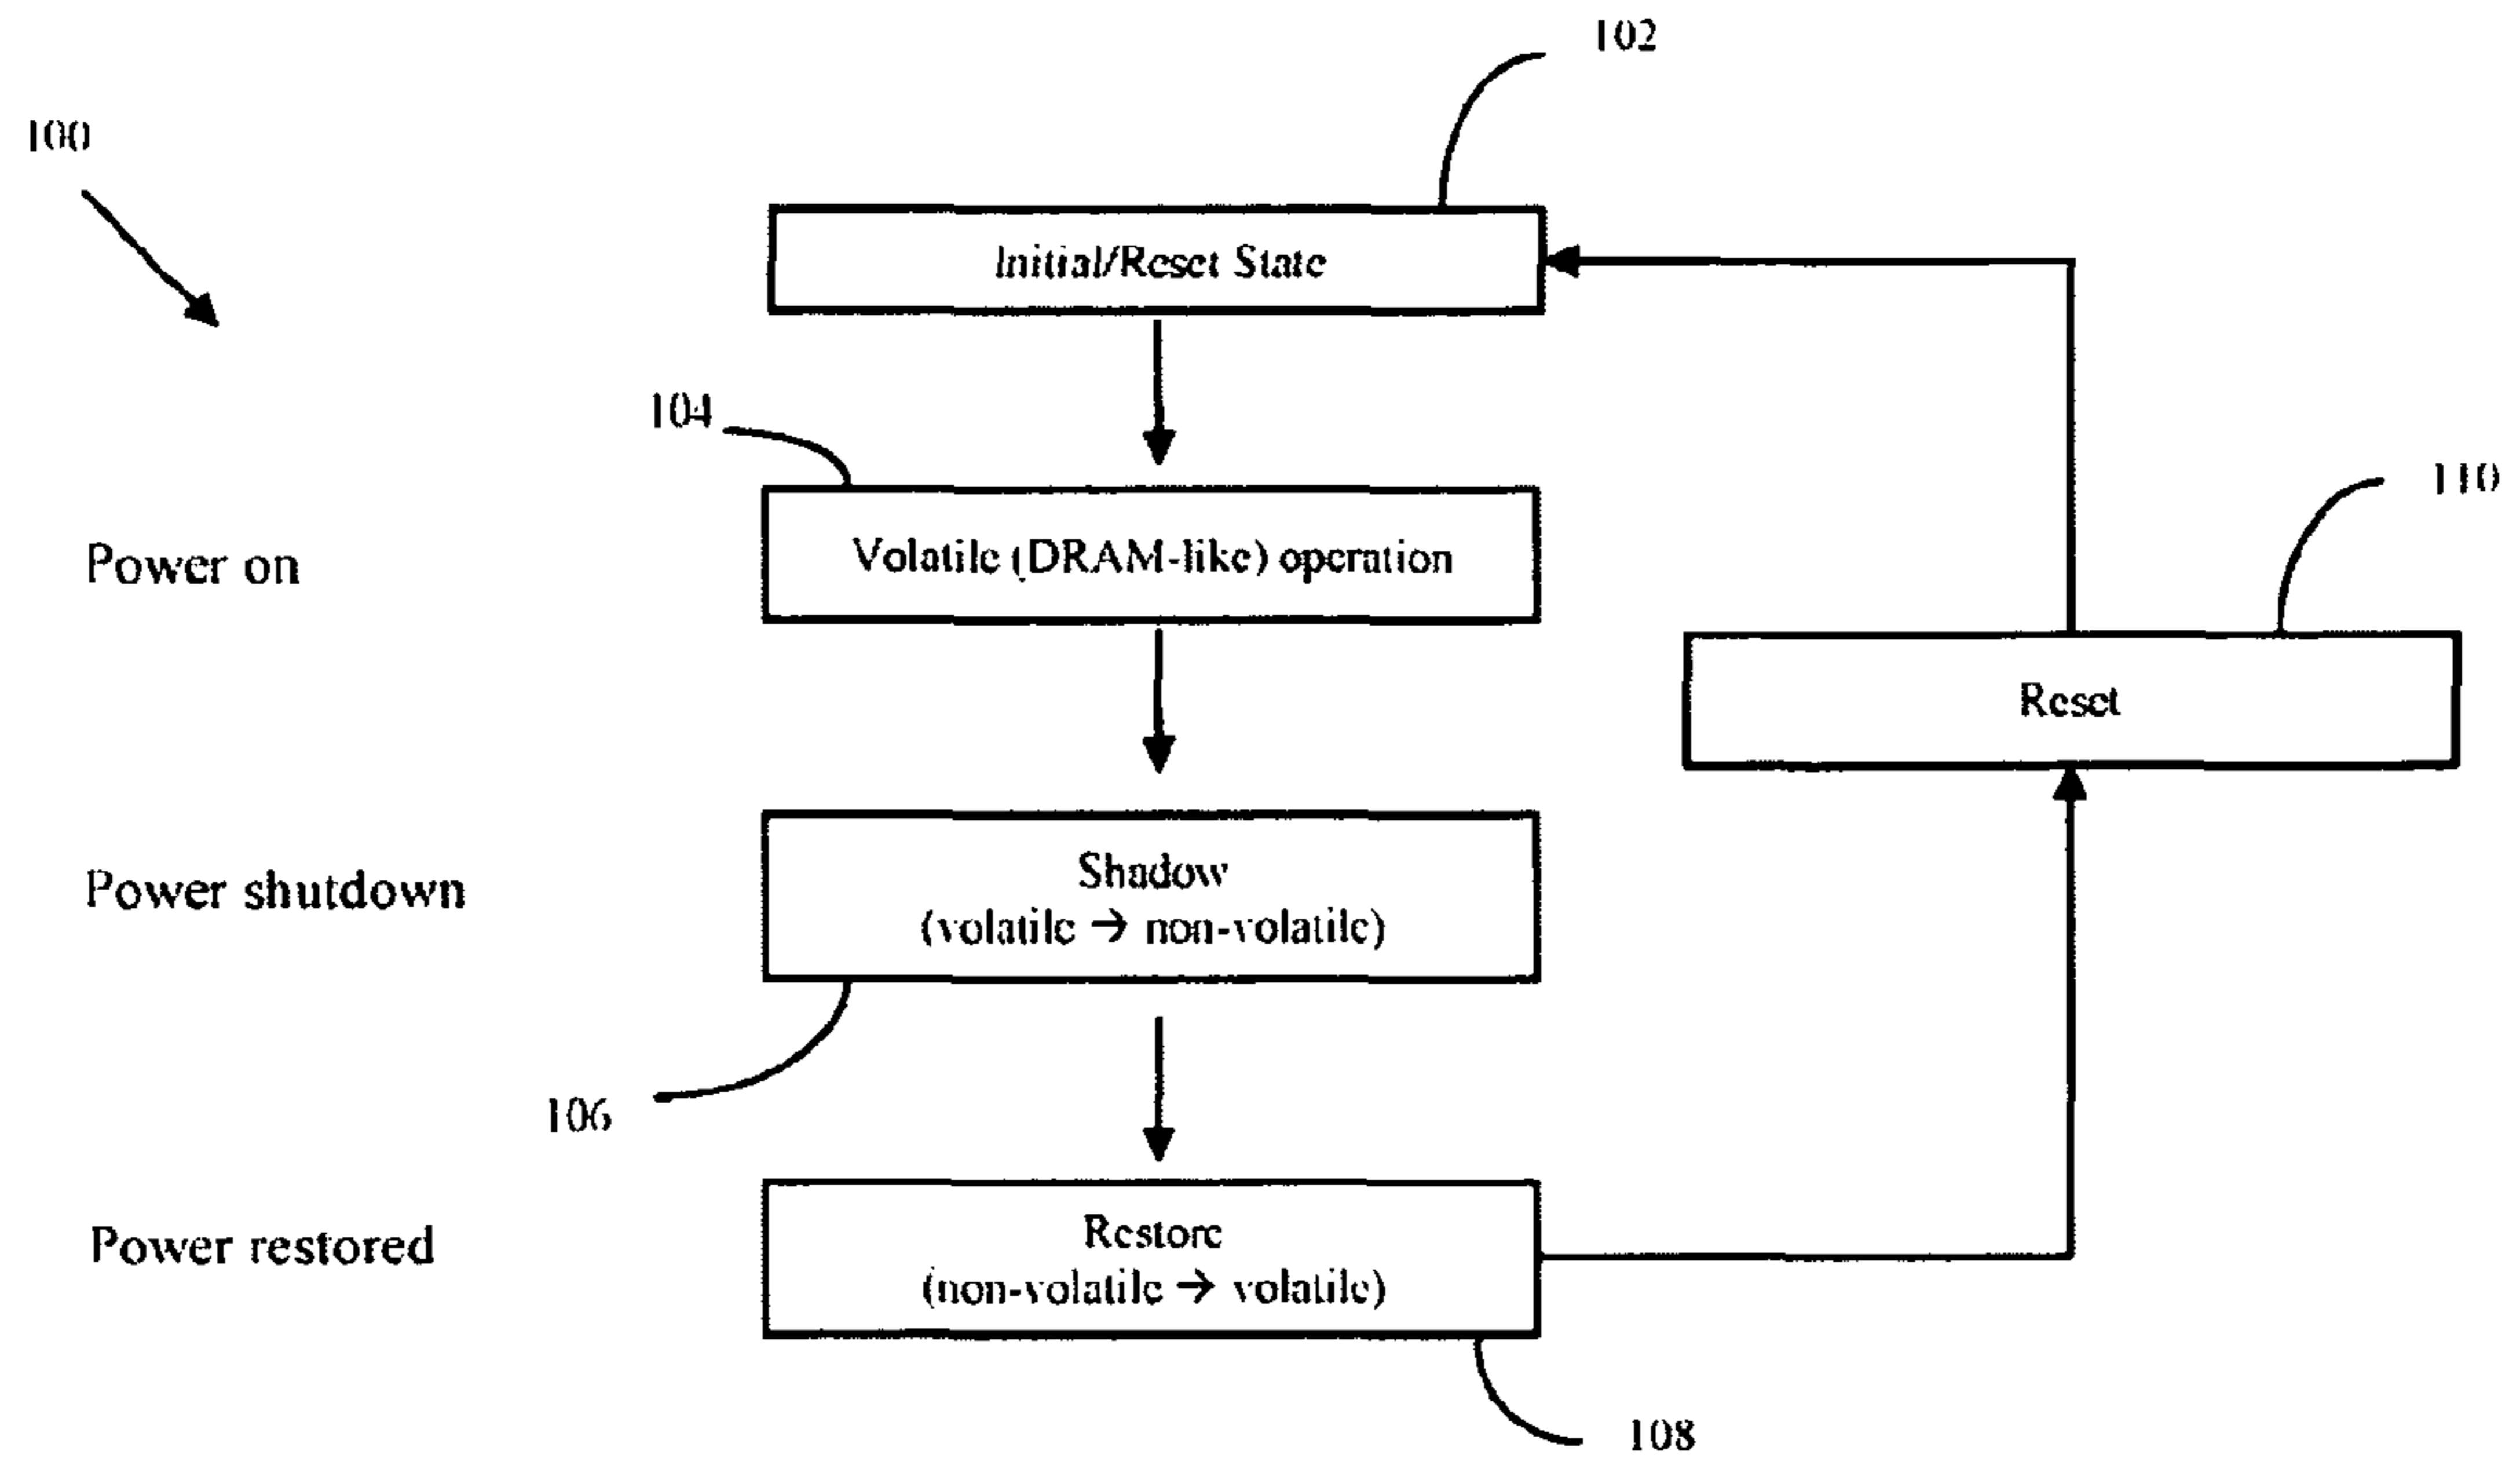 102
100
Initial/Reset State
104
110
Power on
Volatile (DRAM-like) operation
Reset
Power shutdown
Shadow
(volatile → non-volatile)
106
Power restored
Restore
(non-volatile → volatile)
108